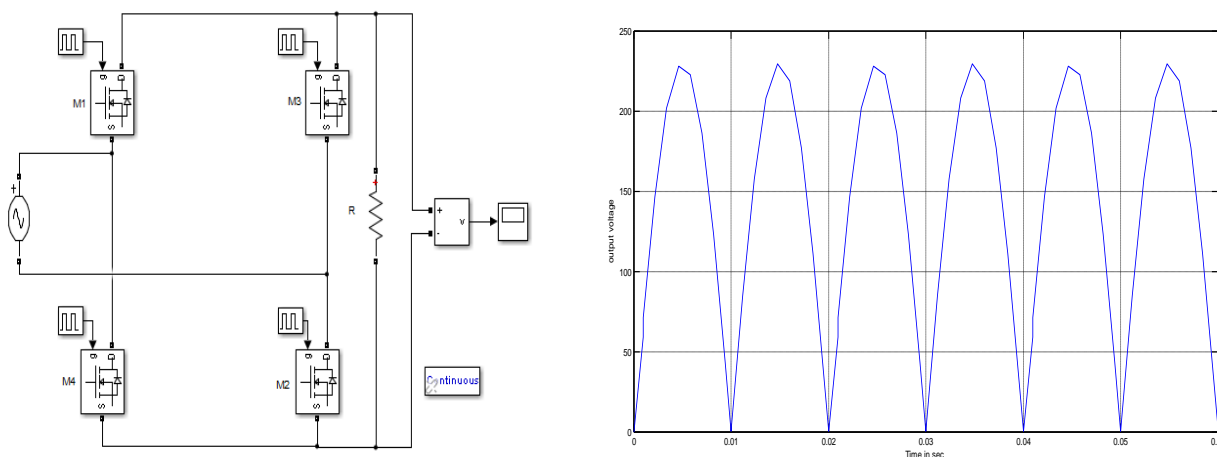 g
D
S
M1
g
D
S
M3
+
R
+
-
v
g
D
S
M4
g
D
S
M2
Continuous
250
200
150
100
50
0
output voltage
0
0.01
0.02
0.03
0.04
0.05
Time in sec